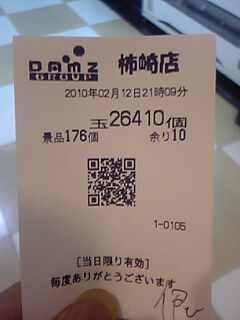 DAMZ GROUP 柿崎店
2010年02月12日21時09分
玉26410個
景品176個 余り10
1-0105
[当日限り有効]
毎度ありがとうございます